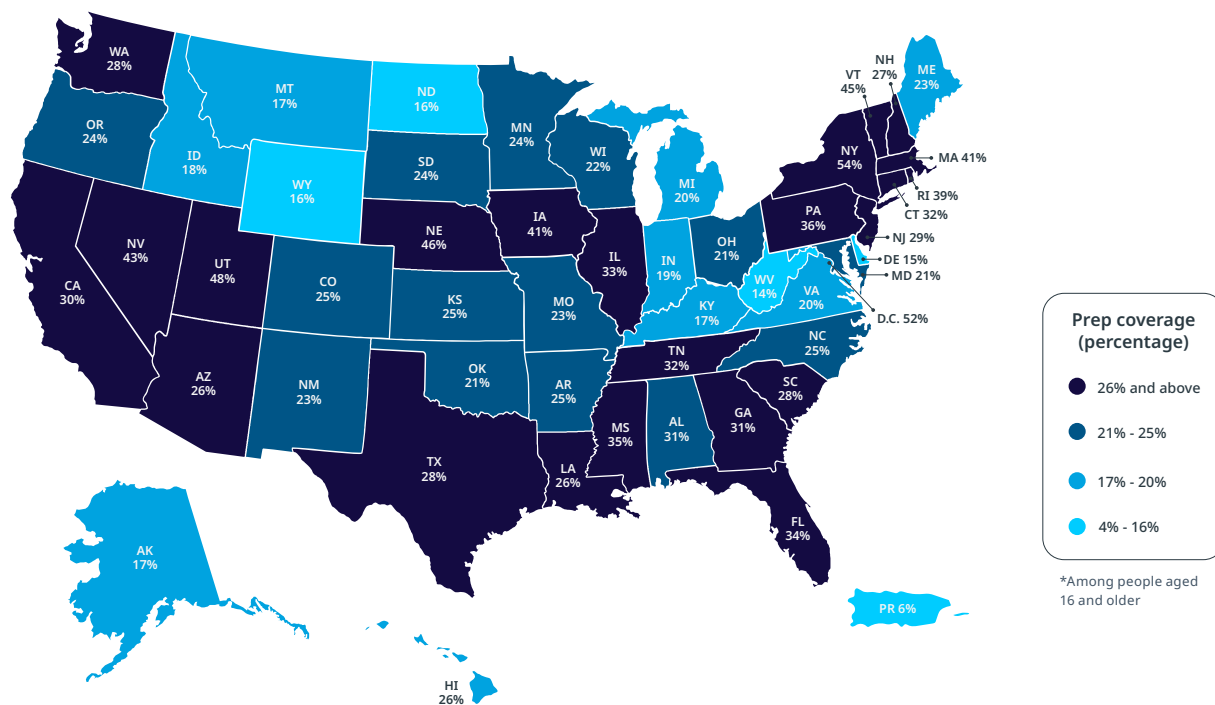 WA
28%
OR
24%
CA
30%
NV
43%
ID
18%
MT
17%
WY
16%
UT
48%
AZ
26%
CO
25%
NM
23%
ND
16%
SD
24%
NE
46%
KS
25%
OK
21%
TX
28%
MN
24%
IA
41%
MO
23%
AR
25%
LA
26%
WI
22%
IL
33%
MI
20%
IN
19%
OH
21%
KY
17%
TN
32%
MS
35%
AL
31%
GA
31%
FL
34%
SC
28%
NC
25%
VA
20%
WV
14%
PA
36%
NY
54%
VT
45%
NH
27%
ME
23%
MA 41%
RI 39%
CT 32%
NJ 29%
DE 15%
MD 21%
D.C. 52%
AK
17%
HI
26%
PR 6%
Prep coverage
(percentage)
26% and above
21% - 25%
17% - 20%
4% - 16%
*Among people aged
16 and older